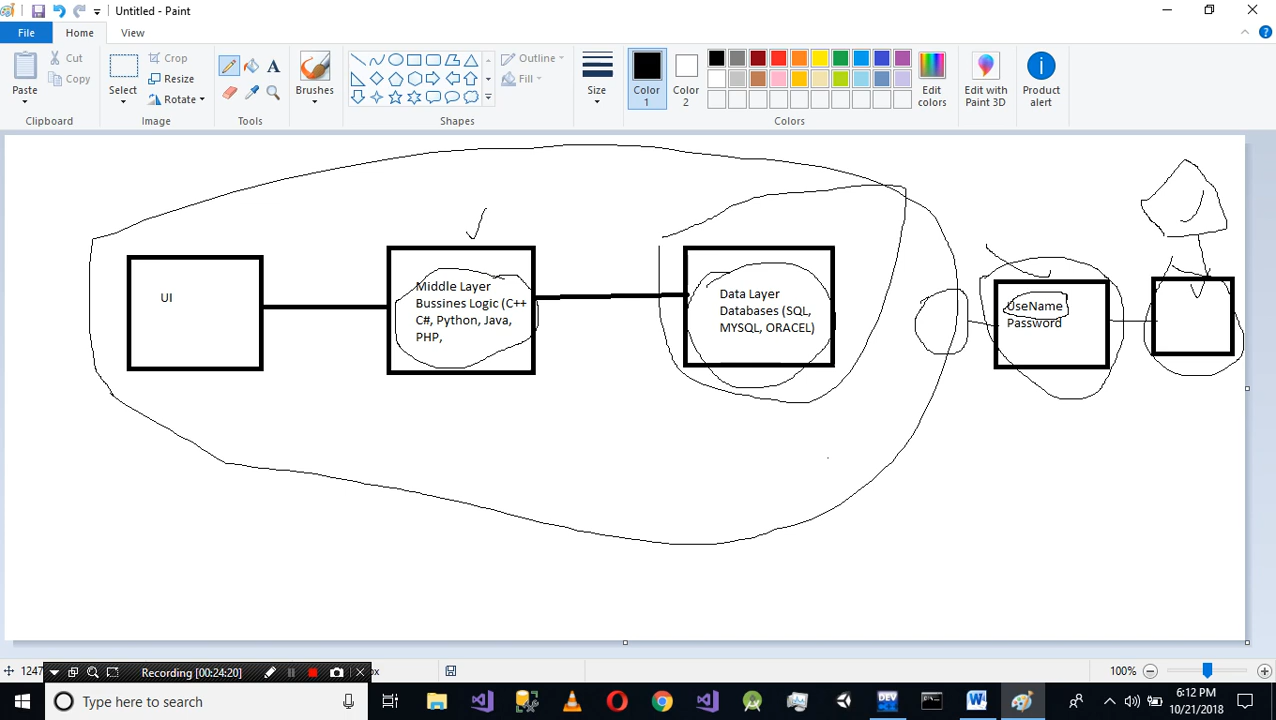 Untitled - Paint
File
Home
View
Paste
Cut
Copy
Clipboard
Select
Crop
Resize
Rotate
Image
Tools
Brushes
Outline
Fill
Shapes
Size
Color
1
Color
2
Edit
colors
Colors
Edit with
Paint 3D
Product
alert
UI
Middle Layer
Bussines Logic (C++
C#, Python, Java,
PHP,
Data Layer
Databases (SQL,
MYSQL, ORACEL)
UseName
Password
1247
Recording [00:24:20]
px
100%
Type here to search
DEV
6:12 PM
10/21/2018